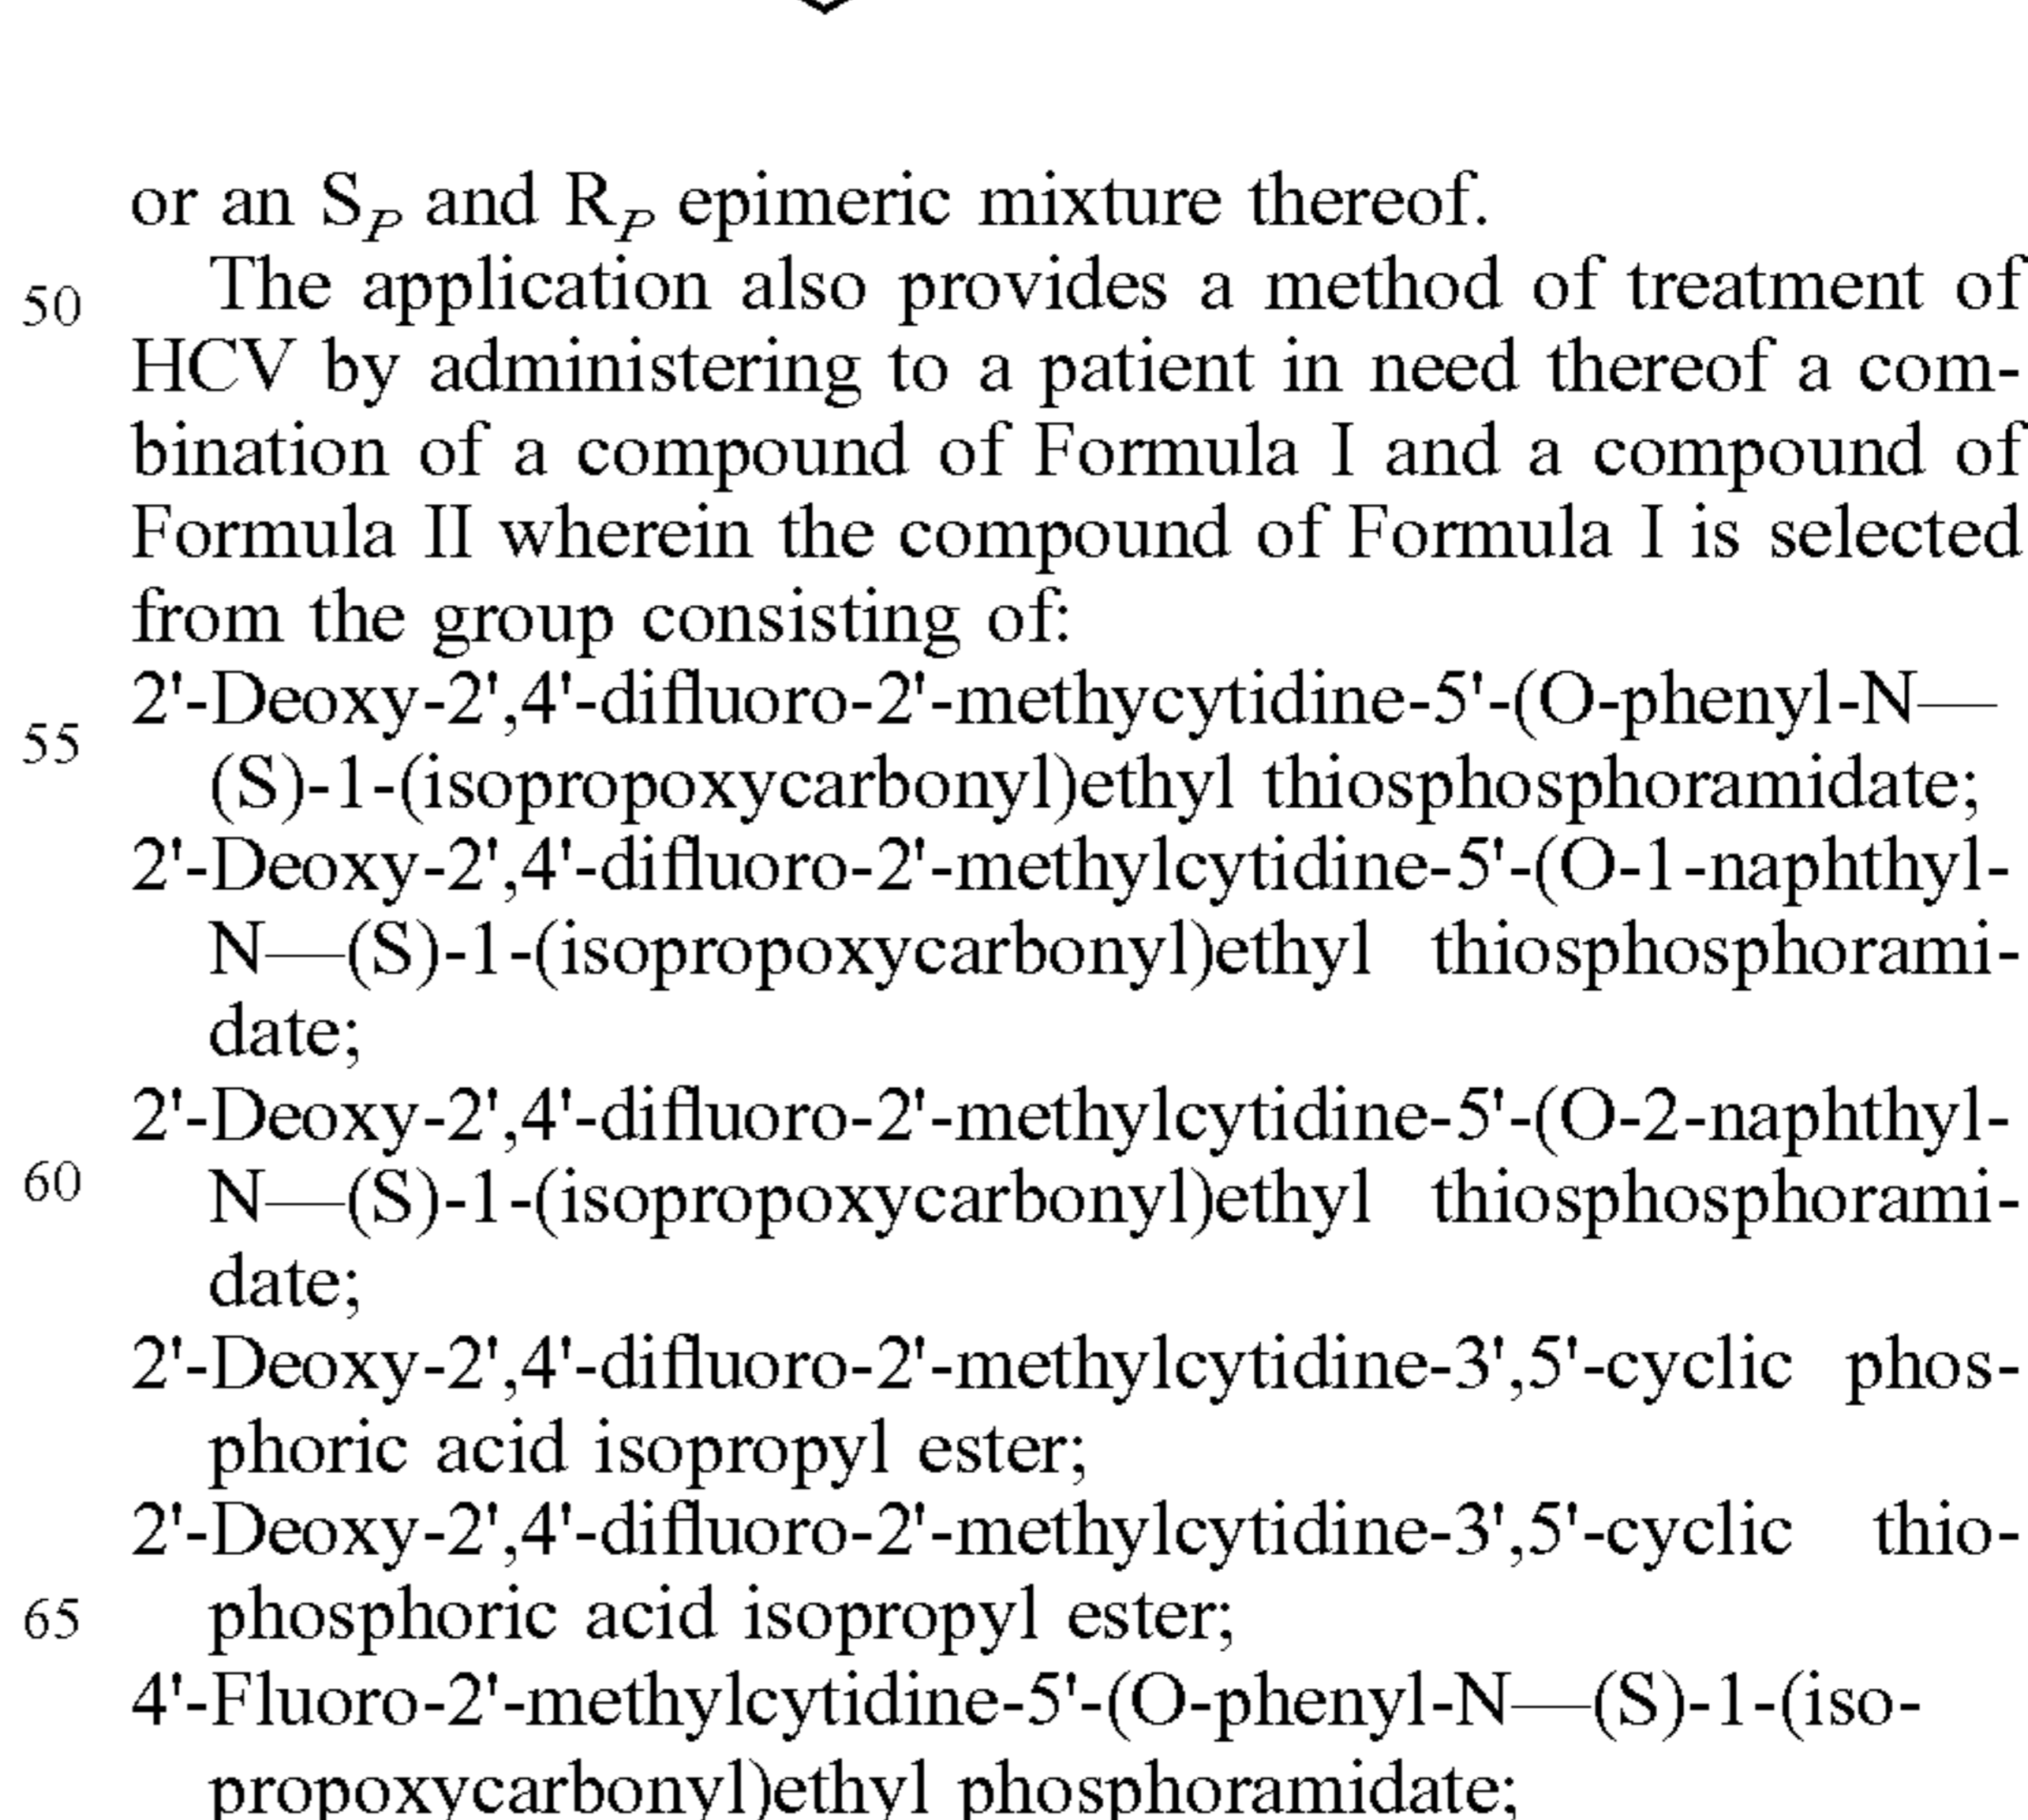 or an S_P and R_P epimeric mixture thereof.
50 The application also provides a method of treatment of
HCV by administering to a patient in need thereof a com-
bination of a compound of Formula I and a compound of
Formula II wherein the compound of Formula I is selected
from the group consisting of:
55 2'-Deoxy-2',4'-difluoro-2'-methycytidine-5'-(O-phenyl-N—
(S)-1-(isopropoxycarbonyl)ethyl thiosphosphoramidate;
2'-Deoxy-2',4'-difluoro-2'-methylcytidine-5'-(O-1-naphthyl-
N—(S)-1-(isopropoxycarbonyl)ethyl thiosphosphorami-
date;
2'-Deoxy-2',4'-difluoro-2'-methylcytidine-5'-(O-2-naphthyl-
60 N—(S)-1-(isopropoxycarbonyl)ethyl thiosphosphorami-
date;
2'-Deoxy-2',4'-difluoro-2'-methylcytidine-3',5'-cyclic phos-
phoric acid isopropyl ester;
2'-Deoxy-2',4'-difluoro-2'-methylcytidine-3',5'-cyclic thio-
65 phosphoric acid isopropyl ester;
4'-Fluoro-2'-methylcytidine-5'-(O-phenyl-N—(S)-1-(iso-
propoxycarbonyl)ethyl phosphoramidate;